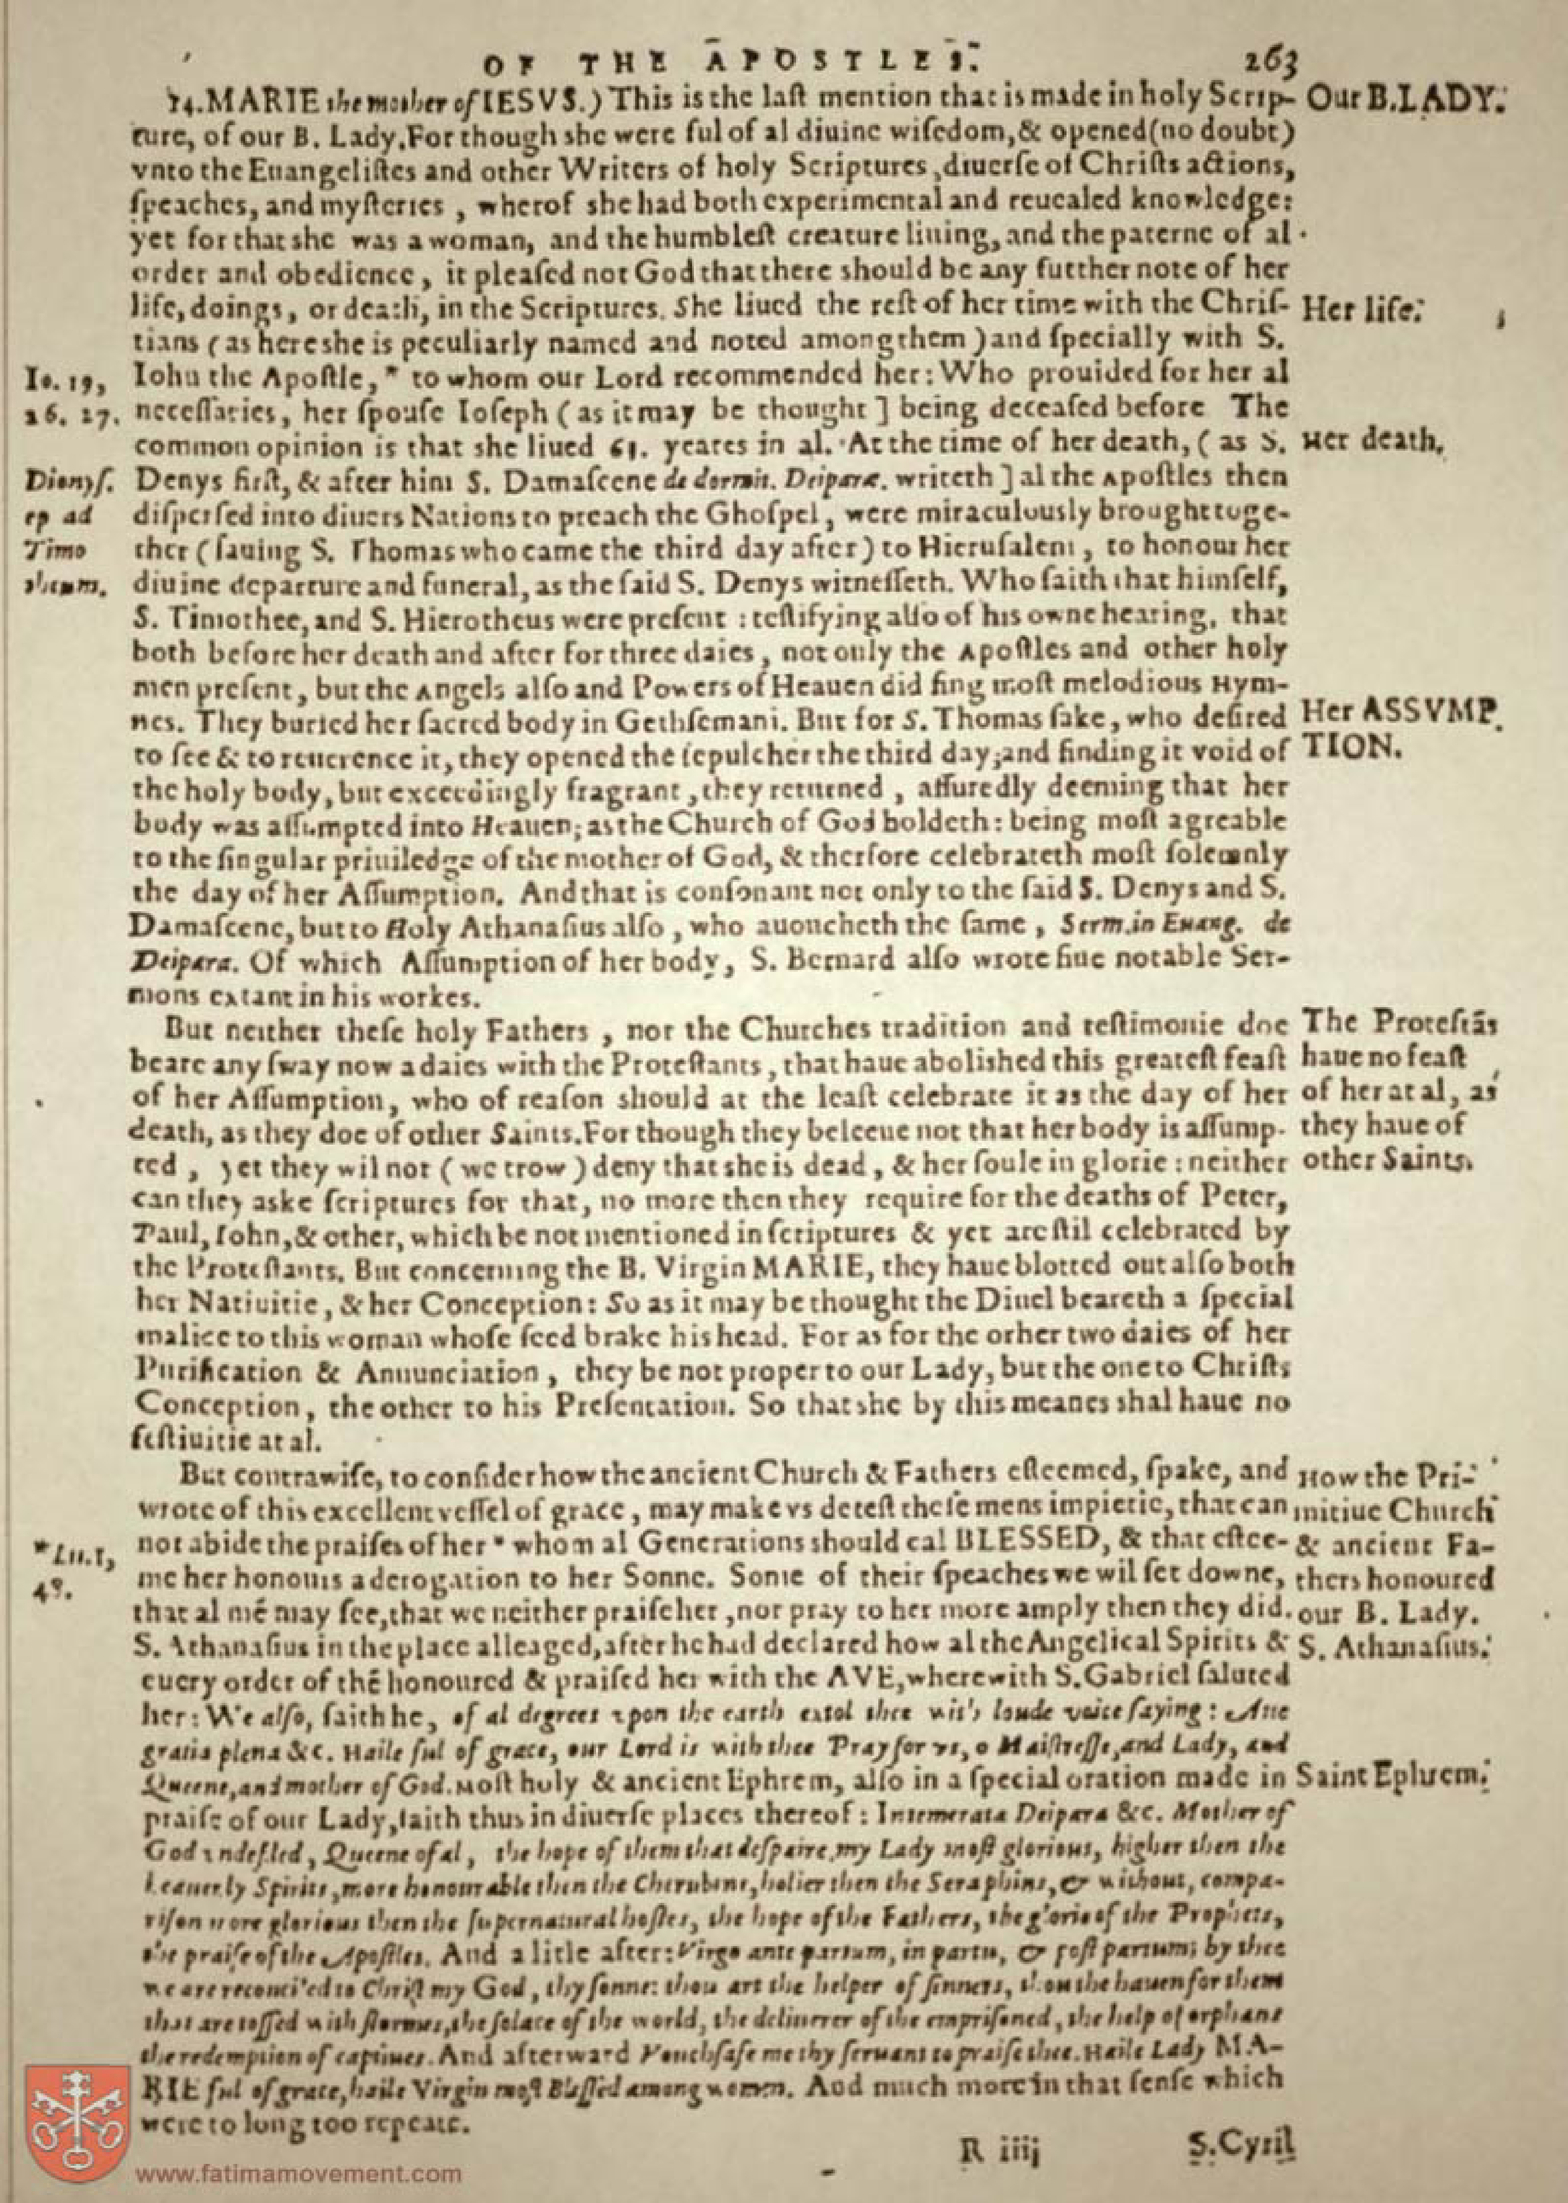 OF THE APOSTLES.
263
14. MARIE the mother of IESVS.) This is the laſt mention that is made in holy Scrip-
ture, of our B. Lady. For though she were ful of al diuine wiſedom, & opened (no doubt)
vnto the Euangeliſtes and other Writers of holy Scriptures, diuerſe of Chriſts actions,
ſpeaches, and myſteries, wherof she had both experimental and reuealed knowledge:
yet for that she was a woman, and the humbleſt creature liuing, and the paterne of al
order and obedience, it pleaſed not God that there should be any further note of her
life, doings, or death, in the Scriptures. She liued the reſt of her time with the Chriſ-
tians (as here she is peculiarly named and noted among them) and ſpecially with S.
Iohn the Apoſtle, * to whom our Lord recommended her: Who prouided for her al
neceſſaries, her ſpouſe Ioſeph (as it may be thought] being deceaſed before The
common opinion is that she liued 61. yeares in al. At the time of her death, (as S.
Denys firſt, & after him S. Damaſcene de dormit. Deiparæ. writeth] al the Apoſtles then
diſperſed into diuers Nations to preach the Ghoſpel, were miraculously brought toge-
ther (ſauing S. Thomas who came the third day after) to Hieruſalem, to honour her
diuine departure and funeral, as the ſaid S. Denys witneſſeth. Who ſaith that himſelf,
S. Timothee, and S. Hierotheus were preſent: teſtifying alſo of his owne hearing, that
both before her death and after for three daies, not only the Apoſtles and other holy
men preſent, but the Angels alſo and Powers of Heauen did ſing moſt melodious Hym-
nes. They buried her ſacred body in Gethſemani. But for S. Thomas ſake, who deſired
to ſee & to reuerence it, they opened the ſepulcher the third day, and finding it void of
the holy body, but exceedingly fragrant, they returned, aſſuredly deeming that her
body was aſſumpted into Heauen; as the Church of God holdeth: being moſt agreable
to the ſingular priuiledge of the mother of God, & therfore celebrateth moſt ſolemnly
the day of her Aſſumption. And that is conſonant not only to the ſaid S. Denys and S.
Damaſcene, but to Holy Athanaſius alſo, who auoucheth the ſame, Serm. in Euang. de
Deipara. Of which Aſſumption of her body, S. Bernard alſo wrote fiue notable Ser-
mons extant in his workes.
But neither theſe holy Fathers, nor the Churches tradition and teſtimonie doe
beare any ſway now a daies with the Proteſtants, that haue abolished this greateſt feaſt
of her Aſſumption, who of reaſon should at the leaſt celebrate it as the day of her
death, as they doe of other Saints. For though they beleeue not that her body is aſſump-
ted, yet they wil not (we trow) deny that she is dead, & her ſoule in glorie: neither
can they aske ſcriptures for that, no more then they require for the deaths of Peter,
Paul, Iohn, & other, which be not mentioned in ſcriptures & yet are ſtil celebrated by
the Proteſtants. But concerning the B. Virgin MARIE, they haue blotted out alſo both
her Natiuitie, & her Conception: So as it may be thought the Diuel beareth a ſpecial
malice to this woman whoſe ſeed brake his head. For as for the orher two daies of her
Purification & Annunciation, they be not proper to our Lady, but the one to Chriſts
Conception, the other to his Preſentation. So that she by this meanes shal haue no
feſtiuitie at al.
But contrawiſe, to conſider how the ancient Church & Fathers eſteemed, ſpake, and
wrote of this excellent veſſel of grace, may make vs deteſt theſe mens impietie, that can
not abide the praiſes of her * whom al Generations should cal BLESSED, & that eſtee-
me her honours a derogation to her Sonne. Some of their ſpeaches we wil ſet downe,
that al mē may ſee, that we neither praiſe her, nor pray to her more amply then they did.
S. Athanaſius in the place alleaged, after he had declared how al the Angelical Spirits &
euery order of thē honoured & praiſed her with the AVE, wherewith S. Gabriel ſaluted
her: We alſo, ſaith he, of al degrees vpon the earth extol thee with loude voice ſaying: Aue
gratia plena &c. Haile ful of grace, our Lord is with thee Pray for vs, o Maiſtreſſe, and Lady, and
Queene, and mother of God. Moſt holy & ancient Ephrem, alſo in a ſpecial oration made in
praiſe of our Lady, ſaith thus in diuerſe places thereof: Intemerata Deipara &c. Mother of
God vndefiled, Queene of al, the hope of them that deſpaire, my Lady moſt glorious, higher then the
heauenly Spirits, more honourable then the Cherubins, holier then the Seraphins, & without, compa-
riſon more glorious then the ſupernatural hoſtes, the hope of the Fathers, the glorie of the Prophets,
the praiſe of the Apoſtles. And a litle after: Virgo ante partum, in partu, & poſt partum; by thee
we are reconciled to Chriſt my God, thy ſonne: thou art the helper of ſinners, thou the hauen for them
that are toſſed with ſtormes, the ſolace of the world, the deliuerer of the empriſoned, the help of orphans
the redemption of captiues. And afterward Vouchſafe me thy ſeruant to praiſe thee. Haile Lady MA-
RIE ful of grace, haile Virgin moſt Bleſſed among women. And much more in that ſenſe which
were to long too repeate.
R iiij
S. Cyril
Our B. LADY.
Her life.
Her death.
Her ASSVMP.
TION.
The Proteſtãs
haue no feaſt
of her at al, as
they haue of
other Saints.
How the Pri-
mitiue Church
& ancient Fa-
thers honoured
our B. Lady.
S. Athanaſius.
Saint Ephrem.
Io. 19,
26. 27.
Dionyſ.
ep ad
Timo
theum.
*Lu. 1,
48.
www.fatimamovement.com